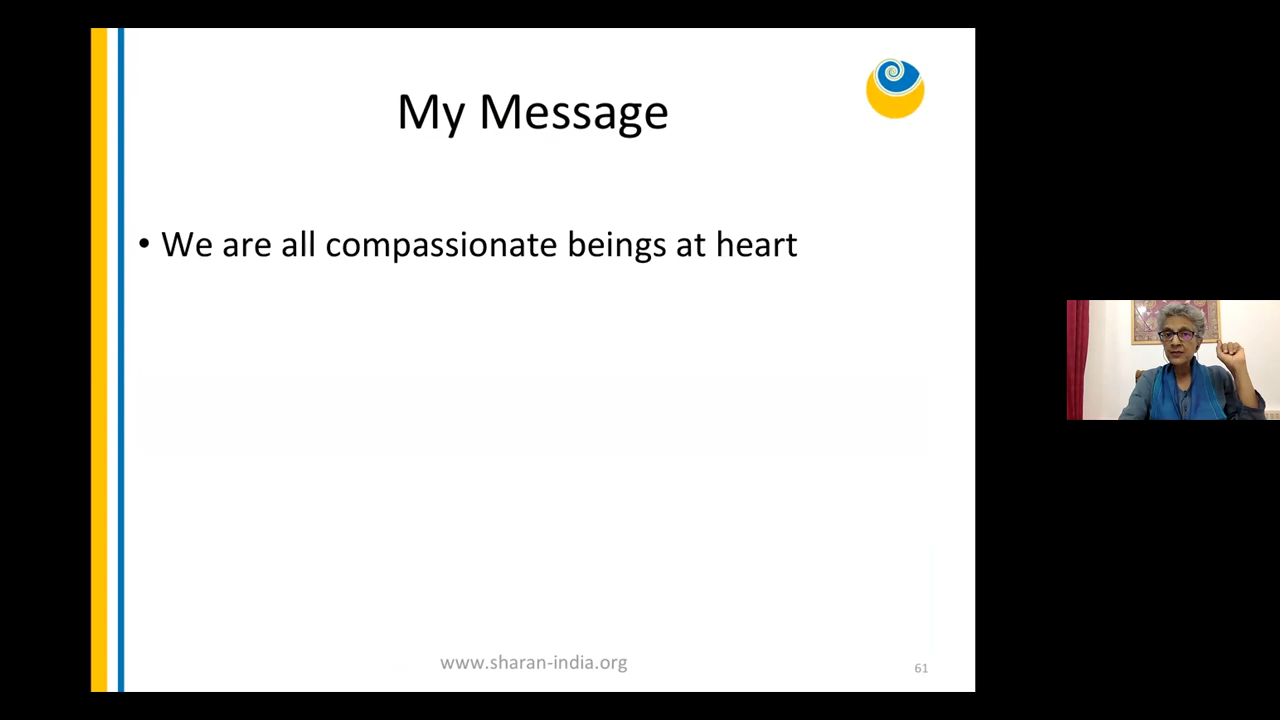 My Message
• We are all compassionate beings at heart
www.sharan-india.org
61